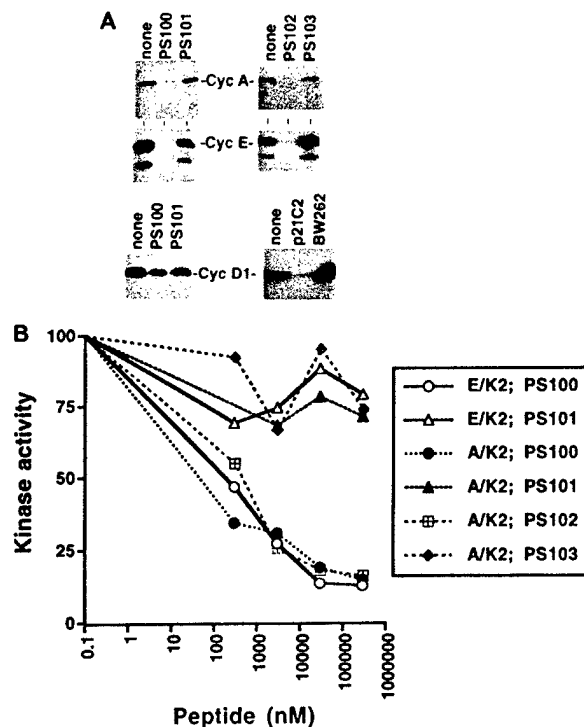 A
none
PS100
PS101
none
PS102
PS103
-Cyc A-
-Cyc E-
none
PS100
PS101
none
p21C2
BW262
-Cyc D1-
B
100
75
50
25
0
Kinase activity
0.1
1
10
100
1000
10000
100000
1000000
Peptide (nM)
E/K2; PS100
E/K2; PS101
A/K2; PS100
A/K2; PS101
A/K2; PS102
A/K2; PS103